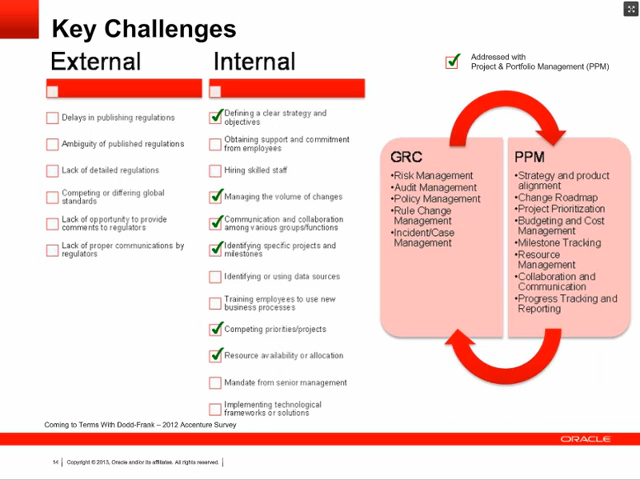 Key Challenges
External
Internal
Addressed with
Project & Portfolio Management (PPM)
Delays in publishing regulations
Ambiguity of published regulations
Lack of detailed regulations
Competing or differing global
standards
Lack of opportunity to provide
comments to regulators
Lack of proper communications by
regulators
Defining a clear strategy and
objectives
Obtaining support and commitment
from employees
Hiring skilled staff
Managing the volume of changes
Communication and collaboration
among various groups/functions
Identifying specific projects and
milestones
Identifying or using data sources
Training employees to use new
business processes
Competing priorities/projects
Resource availability or allocation
Mandate from senior management
Implementing technological
frameworks or solutions
GRC
•Risk Management
•Audit Management
•Policy Management
•Rule Change
Management
•Incident/Case
Management
PPM
•Strategy and product
alignment
•Change Roadmap
•Project Prioritization
•Budgeting and Cost
Management
•Milestone Tracking
•Resource
Management
•Collaboration and
Communication
•Progress Tracking and
Reporting
Coming to Terms With Dodd-Frank – 2012 Accenture Survey
ORACLE
14 | Copyright © 2013, Oracle and/or its affiliates. All rights reserved. |